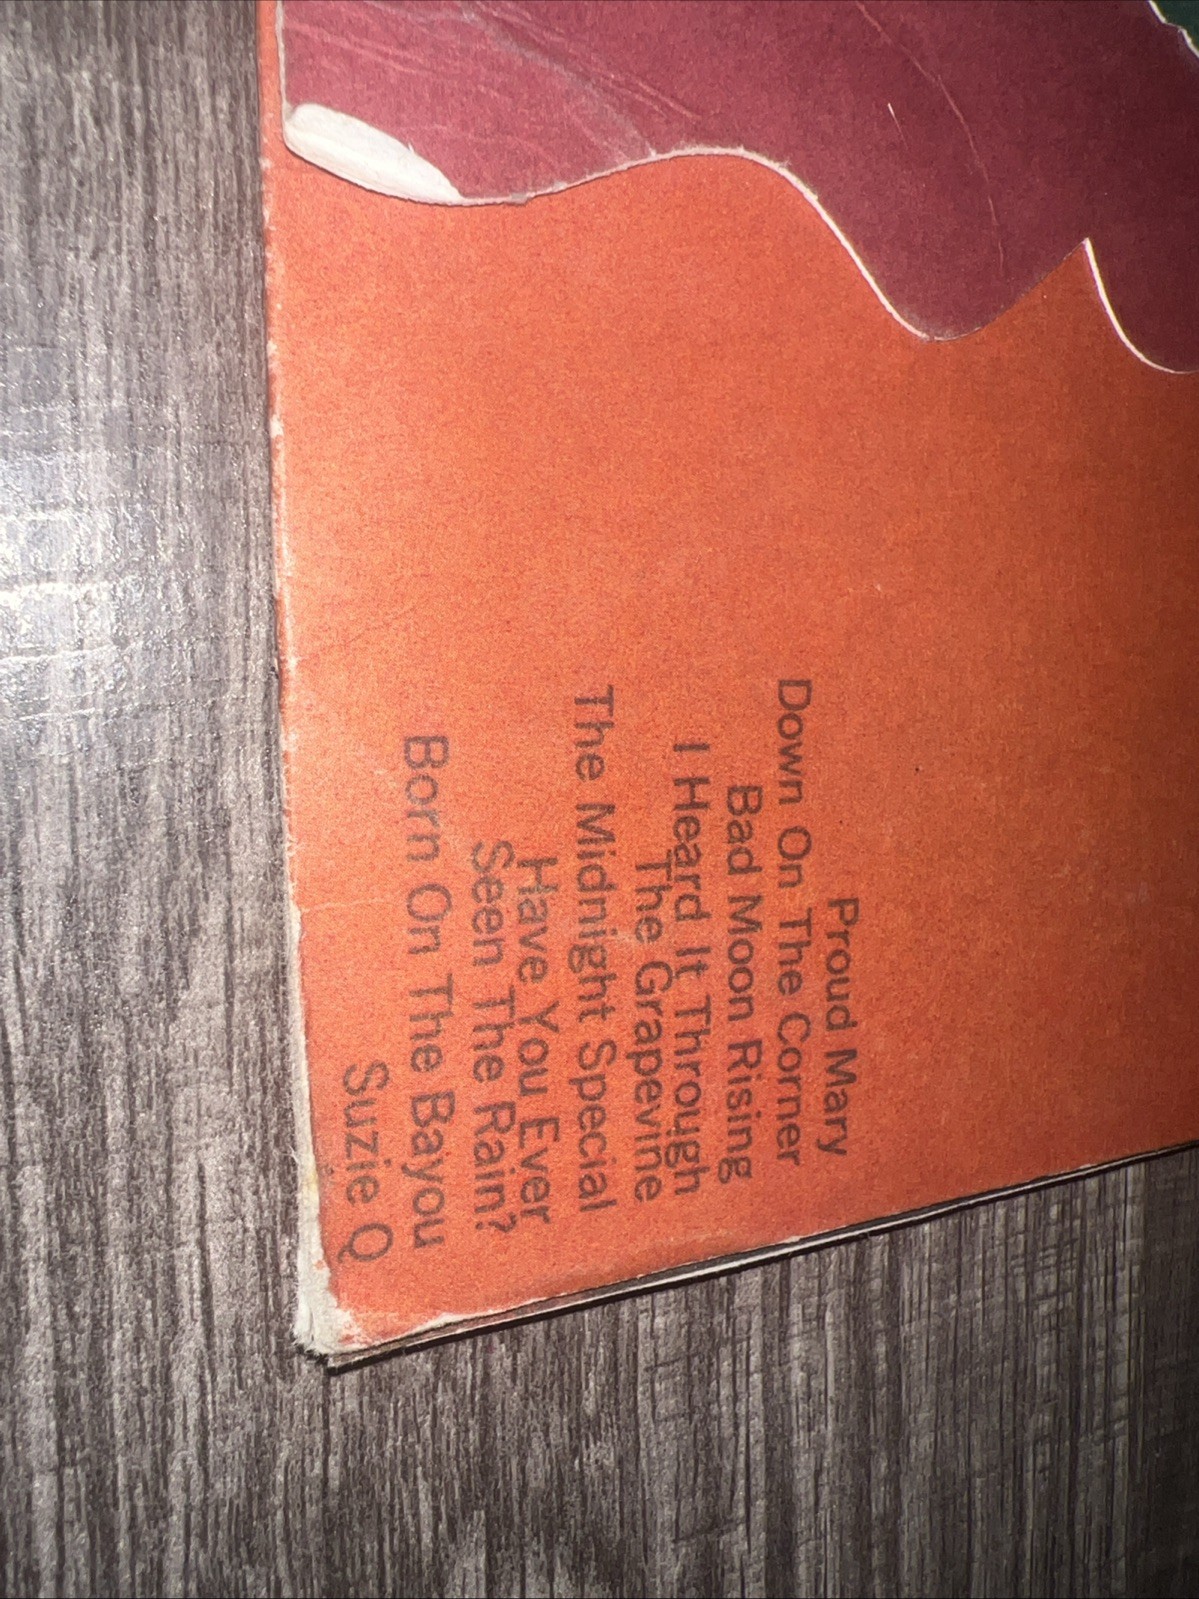 Proud Mary
Down On The Corner
Bad Moon Rising
I Heard It Through
The Grapevine
The Midnight Special
Have You Ever
Seen The Rain?
Born On The Bayou
Suzie Q